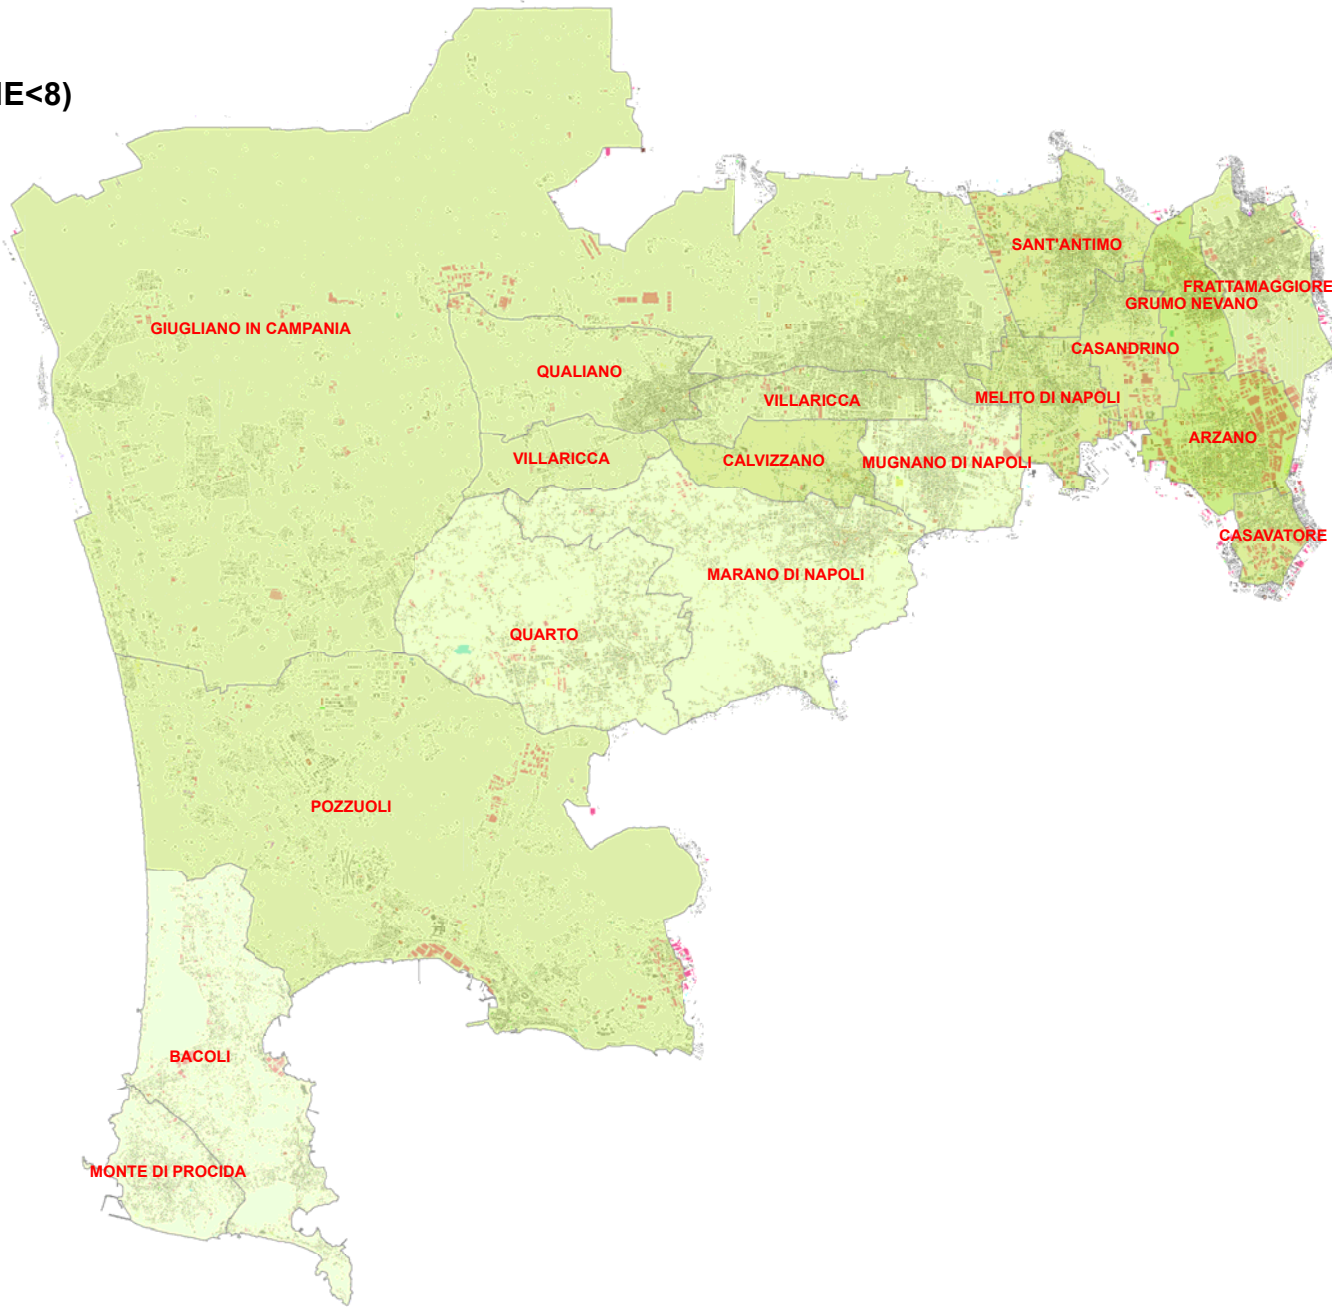 E<8)
SANT'ANTIMO
FRATTAMAGGIORE
GRUMO NEVANO
GIUGLIANO IN CAMPANIA
CASANDRINO
QUALIANO
VILLARICCA
MELITO DI NAPOLI
ARZANO
VILLARICCA
CALVIZZANO
MUGNANO DI NAPOLI
CASAVATORE
MARANO DI NAPOLI
QUARTO
POZZUOLI
BACOLI
MONTE DI PROCIDA